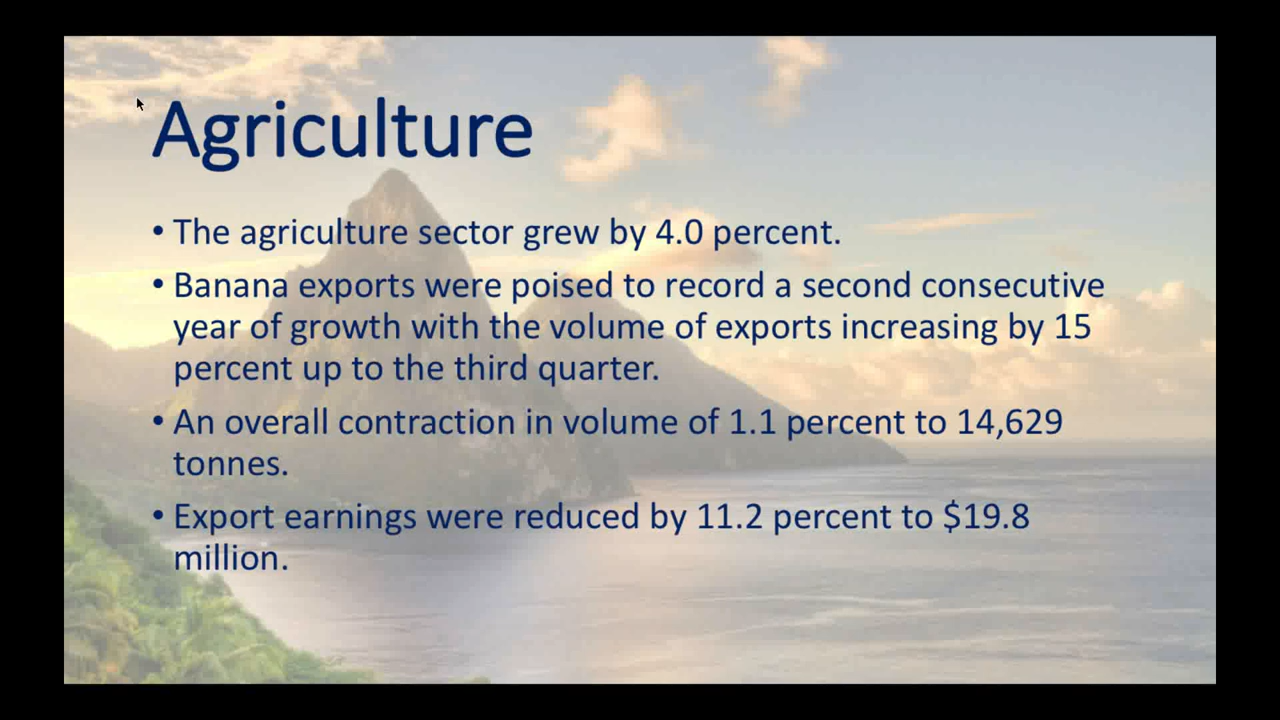 Agriculture
• The agriculture sector grew by 4.0 percent.
• Banana exports were poised to record a second consecutive
year of growth with the volume of exports increasing by 15
percent up to the third quarter.
• An overall contraction in volume of 1.1 percent to 14,629
tonnes.
• Export earnings were reduced by 11.2 percent to $19.8
million.